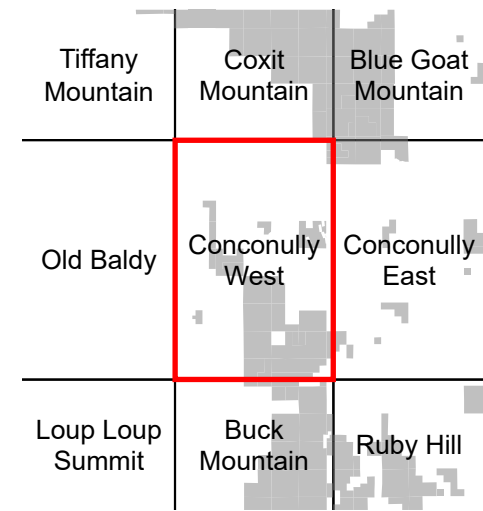 Tiffany
Mountain
Coxit
Mountain
Blue Goat
Mountain
Old Baldy
Conconully
West
Conconully
East
Loup Loup
Summit
Buck
Mountain
Ruby Hill